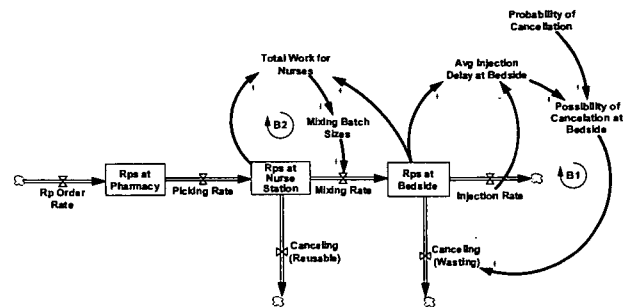 Probability of
Cancellation
Total Work for
Nurses
Avg Injection
Delay at Bedside
Possibility of
Cancelation at
Bedside
Mixing Batch
Sizes
B2
B1
Rps at
Pharmacy
Rps at
Nurse
Station
Rps at
Bedside
Rp Order
Rate
Picking Rate
Mixing Rate
Injection Rate
Canceling
(Reusable)
Canceling
(Wasting)